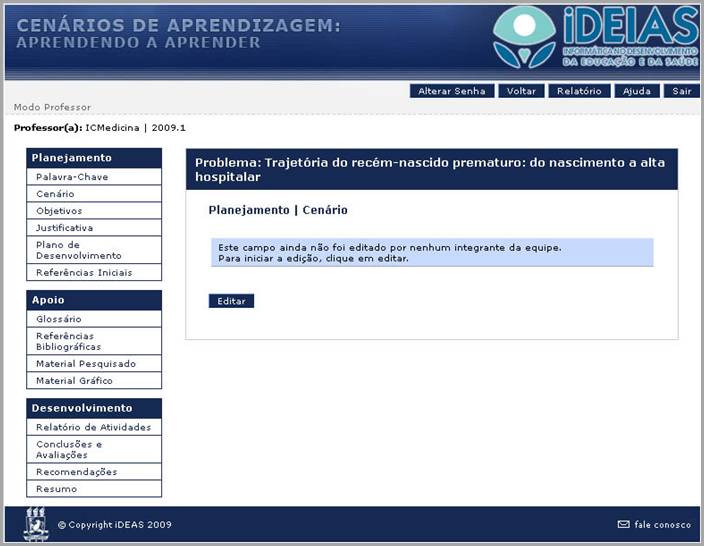 CENÁRIOS DE APRENDIZAGEM:
APRENDENDO A APRENDER
iDEIAS
INFORMÁTICA NO DESENVOLVIMENTO
DA EDUCAÇÃO E DA SAÚDE
Alterar Senha
Voltar
Relatório
Ajuda
Sair
Modo Professor
Professor(a): ICMedicina | 2009.1
Planejamento
Palavra-Chave
Cenário
Objetivos
Justificativa
Plano de
Desenvolvimento
Referências Iniciais
Apoio
Glossário
Referências
Bibliográficas
Material Pesquisado
Material Gráfico
Desenvolvimento
Relatório de Atividades
Conclusões e
Avaliações
Recomendações
Resumo
Problema: Trajetória do recém-nascido prematuro: do nascimento a alta
hospitalar
Planejamento | Cenário
Este campo ainda não foi editado por nenhum integrante da equipe.
Para iniciar a edição, clique em editar.
Editar
© Copyright iDEAS 2009
fale conosco